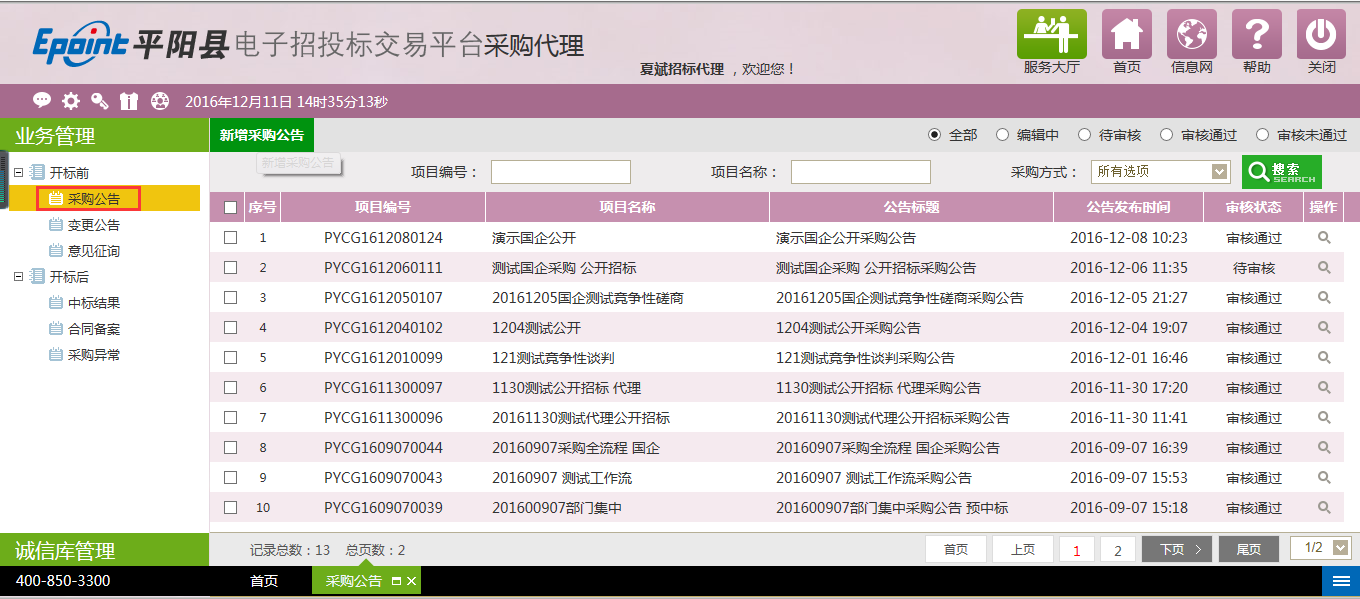 Epoint 平阳县 电子招投标交易平台采购代理
夏斌招标代理 ，欢迎您！
服务大厅 首页 信息网 帮助 关闭
2016年12月11日 14时35分13秒
业务管理
开标前
采购公告
变更公告
意见征询
开标后
中标结果
合同备案
采购异常
诚信库管理
新增采购公告 全部 编辑中 待审核 审核通过 审核未通过
新增采购公告
项目编号： 项目名称： 采购方式： 所有选项 搜索 SEARCH
序号 项目编号 项目名称 公告标题 公告发布时间 审核状态 操作
1 PYCG1612080124 演示国企公开 演示国企公开采购公告 2016-12-08 10:23 审核通过
2 PYCG1612060111 测试国企采购 公开招标 测试国企采购 公开招标采购公告 2016-12-06 11:35 待审核
3 PYCG1612050107 20161205国企测试竞争性磋商 20161205国企测试竞争性磋商采购公告 2016-12-05 21:27 审核通过
4 PYCG1612040102 1204测试公开 1204测试公开采购公告 2016-12-04 19:07 审核通过
5 PYCG1612010099 121测试竞争性谈判 121测试竞争性谈判采购公告 2016-12-01 16:46 审核通过
6 PYCG1611300097 1130测试公开招标 代理 1130测试公开招标 代理采购公告 2016-11-30 17:20 审核通过
7 PYCG1611300096 20161130测试代理公开招标 20161130测试代理公开招标采购公告 2016-11-30 11:41 审核通过
8 PYCG1609070044 20160907采购全流程 国企 20160907采购全流程 国企采购公告 2016-09-07 16:39 审核通过
9 PYCG1609070043 20160907 测试工作流 20160907 测试工作流采购公告 2016-09-07 15:53 审核通过
10 PYCG1609070039 201600907部门集中 201600907部门集中采购公告 预中标 2016-09-07 15:18 审核通过
记录总数：13 总页数：2 首页 上页 1 2 下页 尾页 1/2
400-850-3300 首页 采购公告